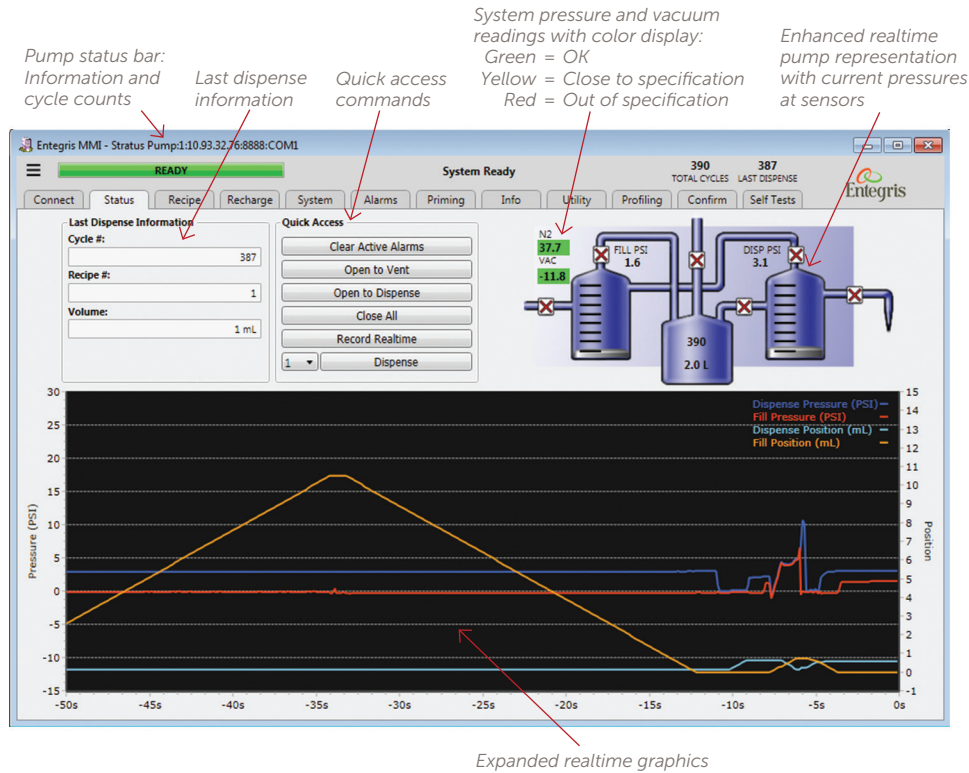 System pressure and vacuum
readings with color display:
Green = OK
Yellow = Close to specification
Red = Out of specification
Enhanced realtime
pump representation
with current pressures
at sensors
Pump status bar:
Information and
cycle counts
Last dispense
information
Quick access
commands
Entegris MMI - Stratus Pump:1:10.93.32.76:8888:COM1
READY
System Ready
390
TOTAL CYCLES
387
LAST DISPENSE
Entegris
Connect Status Recipe Recharge System Alarms Priming Info Utility Profiling Confirm Self Tests
Last Dispense Information
Cycle #:
387
Recipe #:
1
Volume:
1 mL
Quick Access
Clear Active Alarms
Open to Vent
Open to Dispense
Close All
Record Realtime
1 Dispense
N2
37.7
VAC
-11.8
FILL PSI
1.6
DISP PSI
3.1
390
2.0 L
Dispense Pressure (PSI)
Fill Pressure (PSI)
Dispense Position (mL)
Fill Position (mL)
Pressure (PSI)
30
25
20
15
10
5
0
-5
-10
-15
15
14
13
12
11
10
9
8
7
6
5
4
3
2
1
0
-1
Position
-50s -45s -40s -35s -30s -25s -20s -15s -10s -5s 0s
Expanded realtime graphics